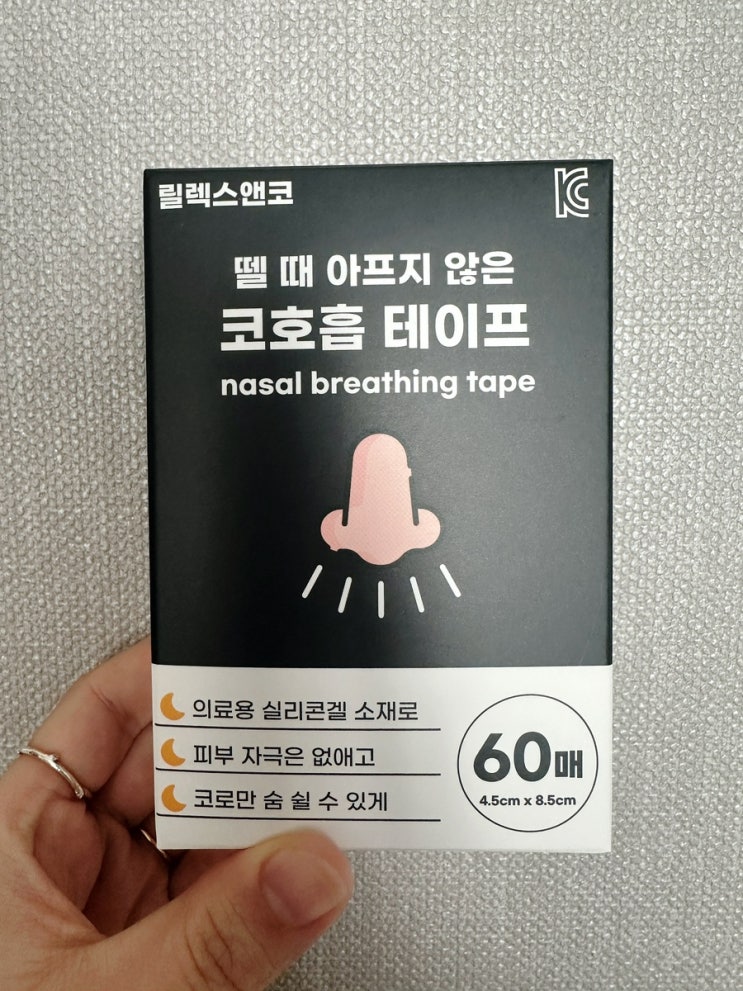 릴렉스앤코
KC
뗄 때 아프지 않은
코호흡 테이프
nasal breathing tape
의료용 실리콘겔 소재로
피부 자극은 없애고
코로만 숨 쉴 수 있게
60매
4.5cm x 8.5cm